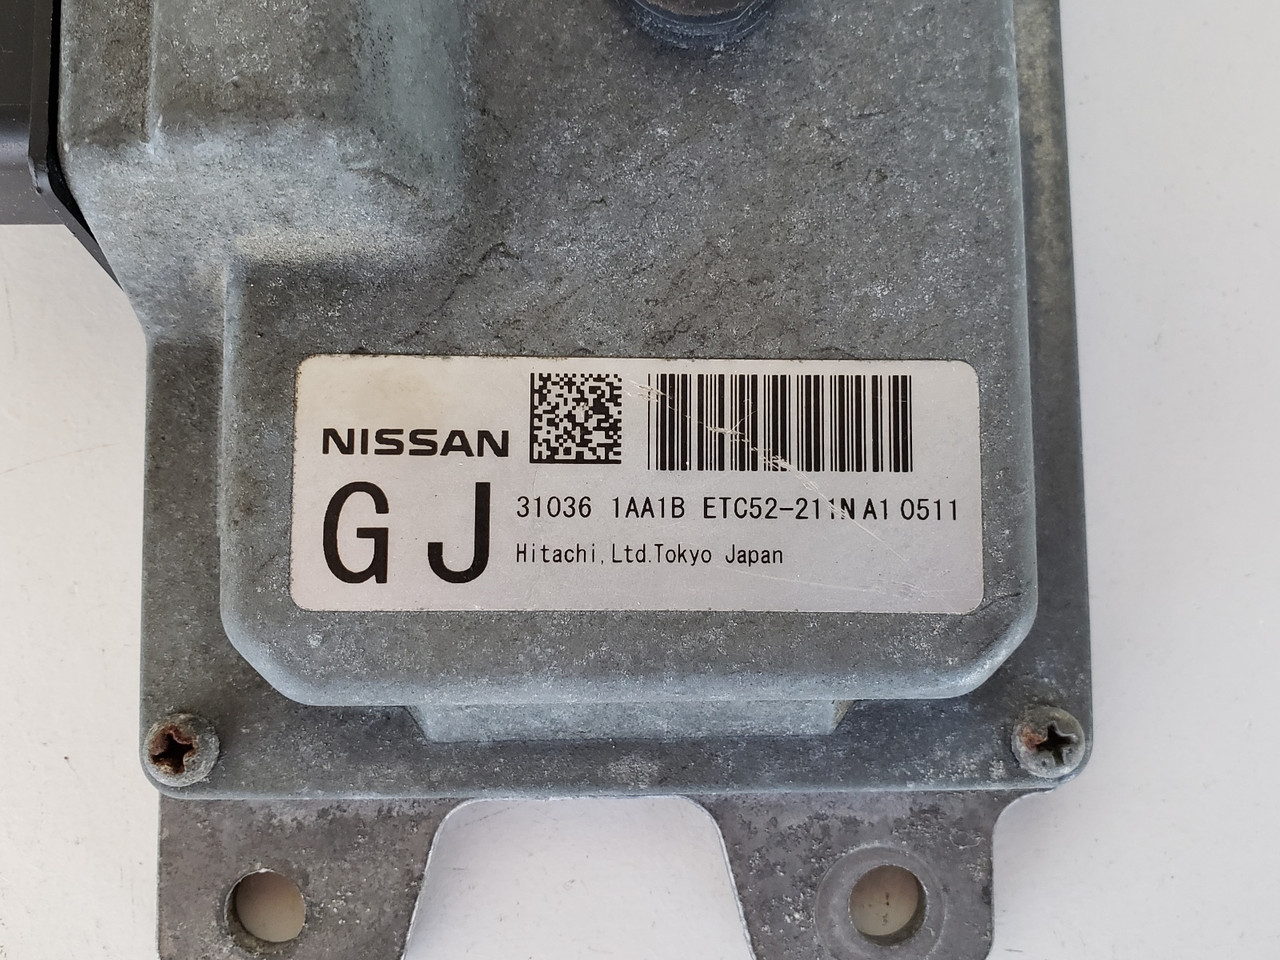 NISSAN
GJ
31036 1AA1B ETC52-211N A1 0511
Hitachi,Ltd.Tokyo Japan